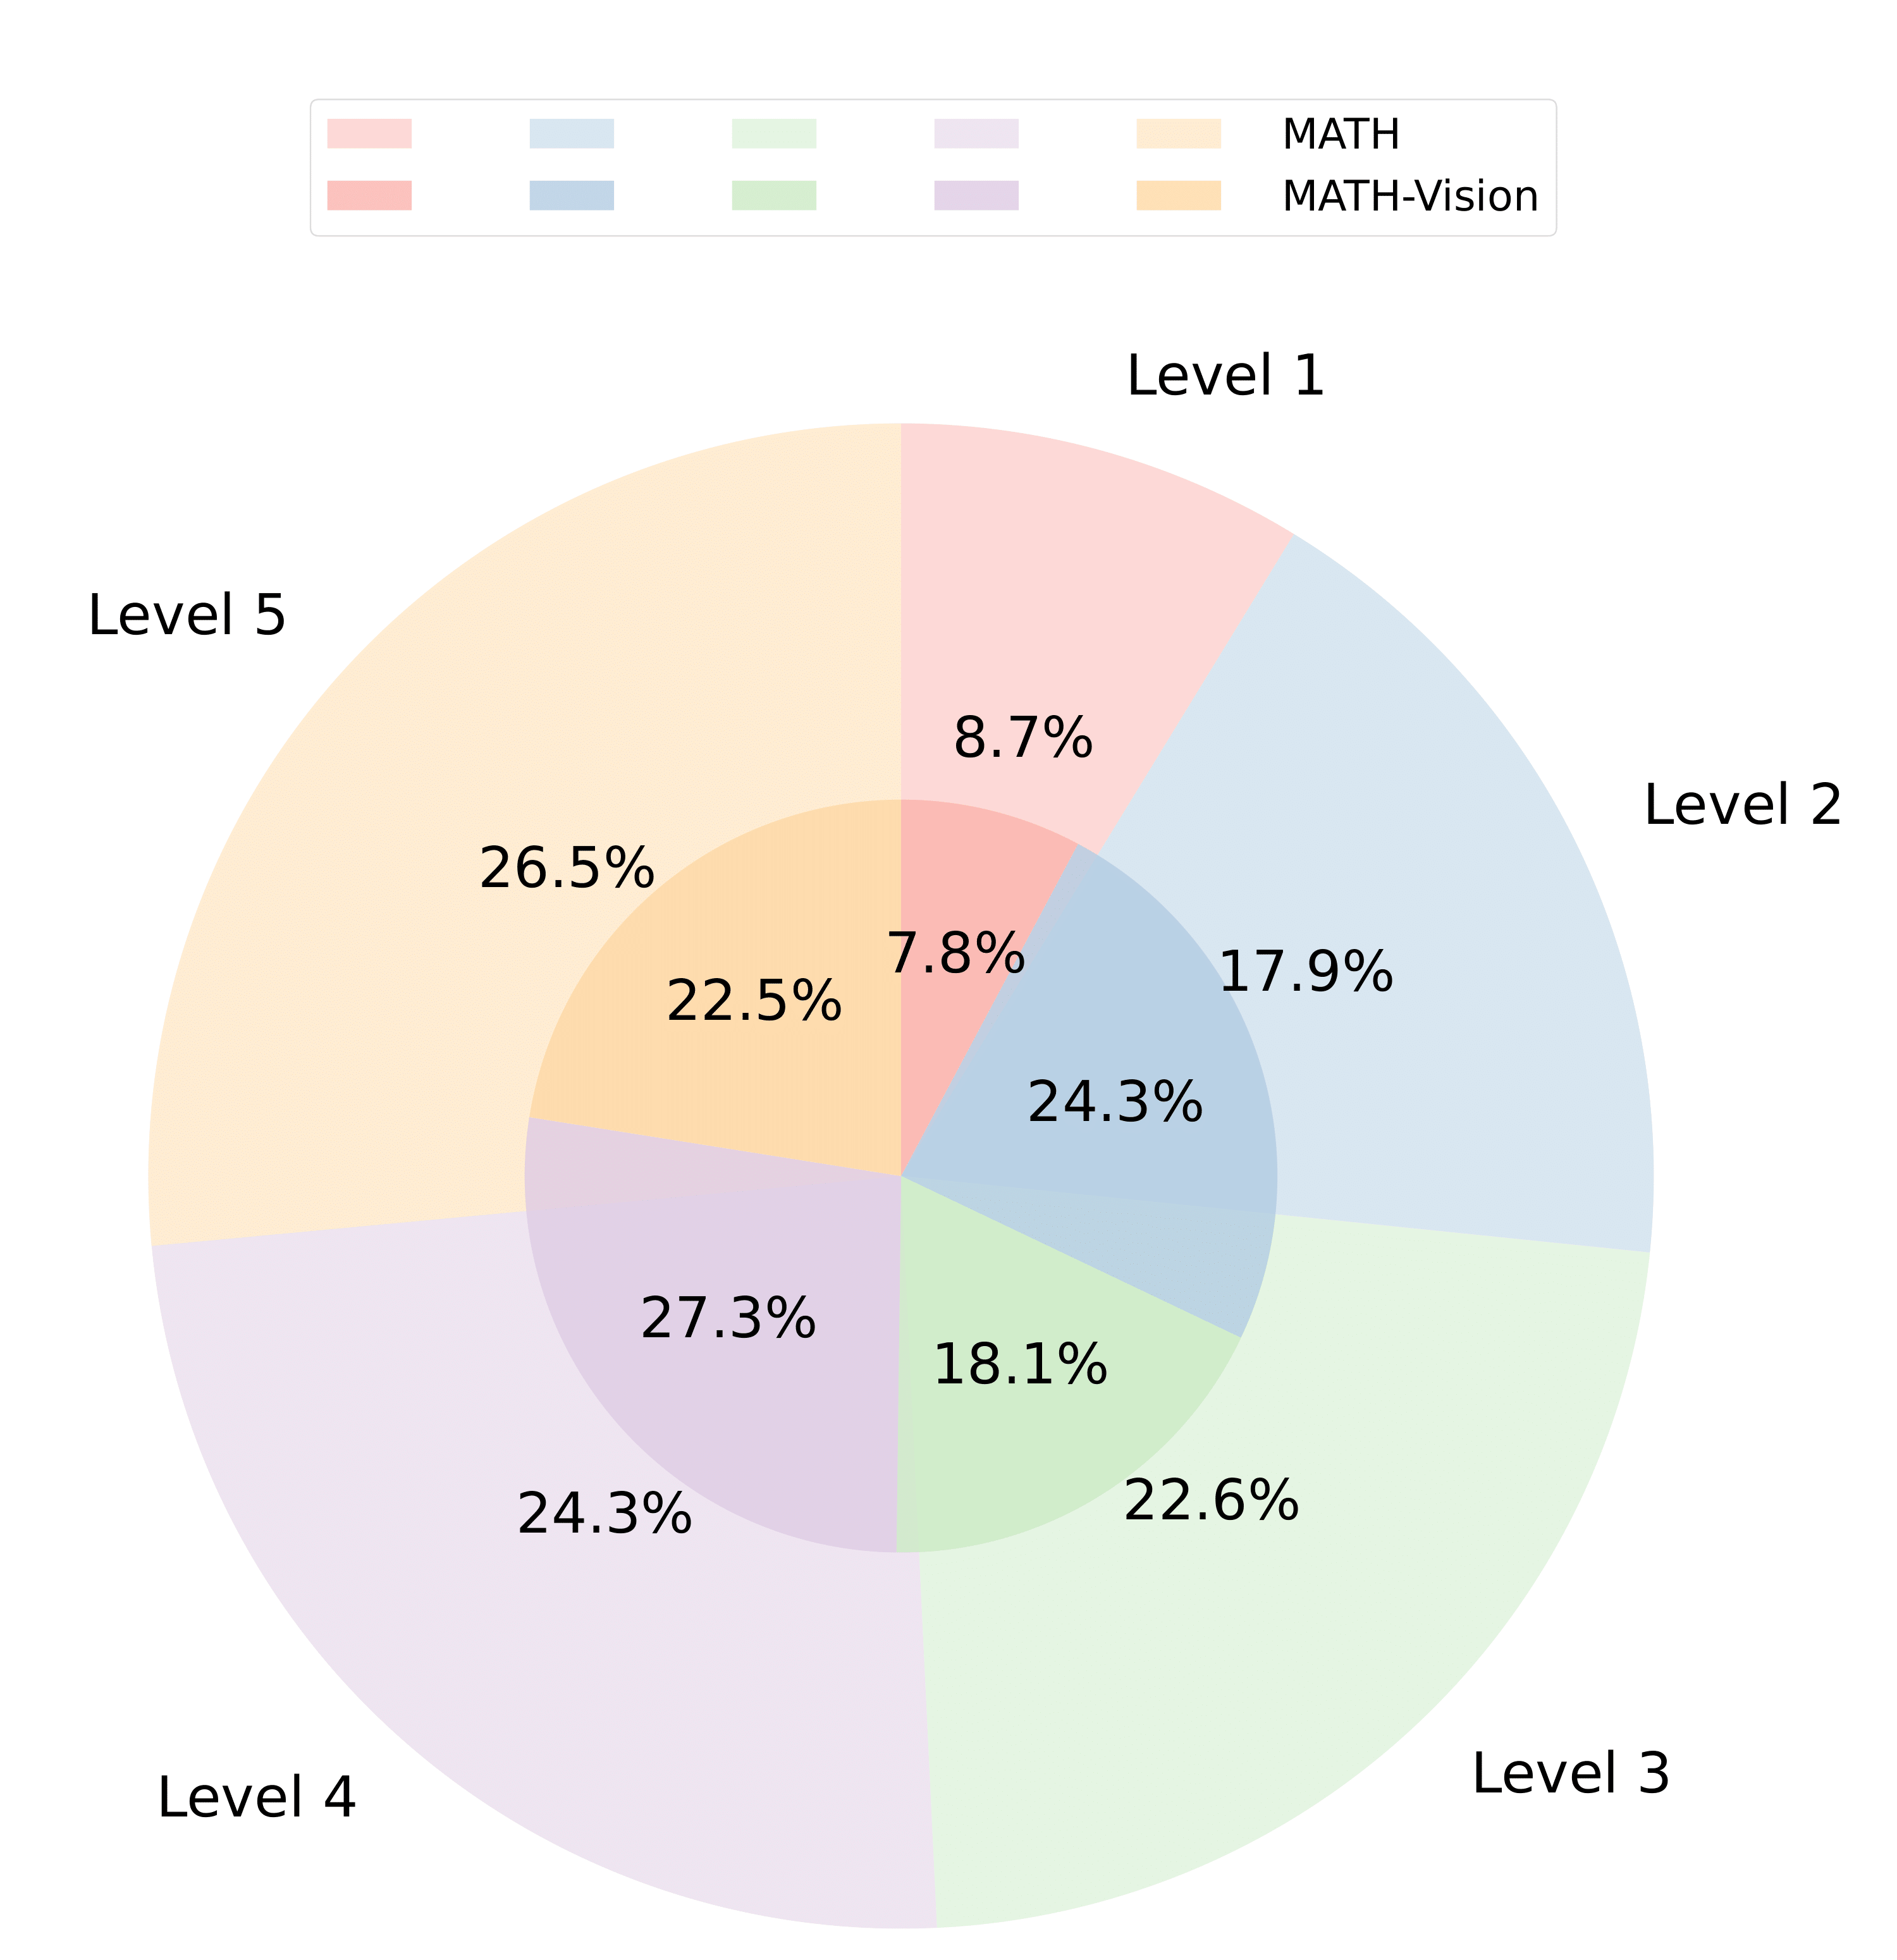 MATH
MATH-Vision
Level 1
Level 5
8.7%
Level 2
26.5%
7.8%
17.9%
22.5%
24.3%
27.3%
18.1%
24.3%
22.6%
Level 3
Level 4